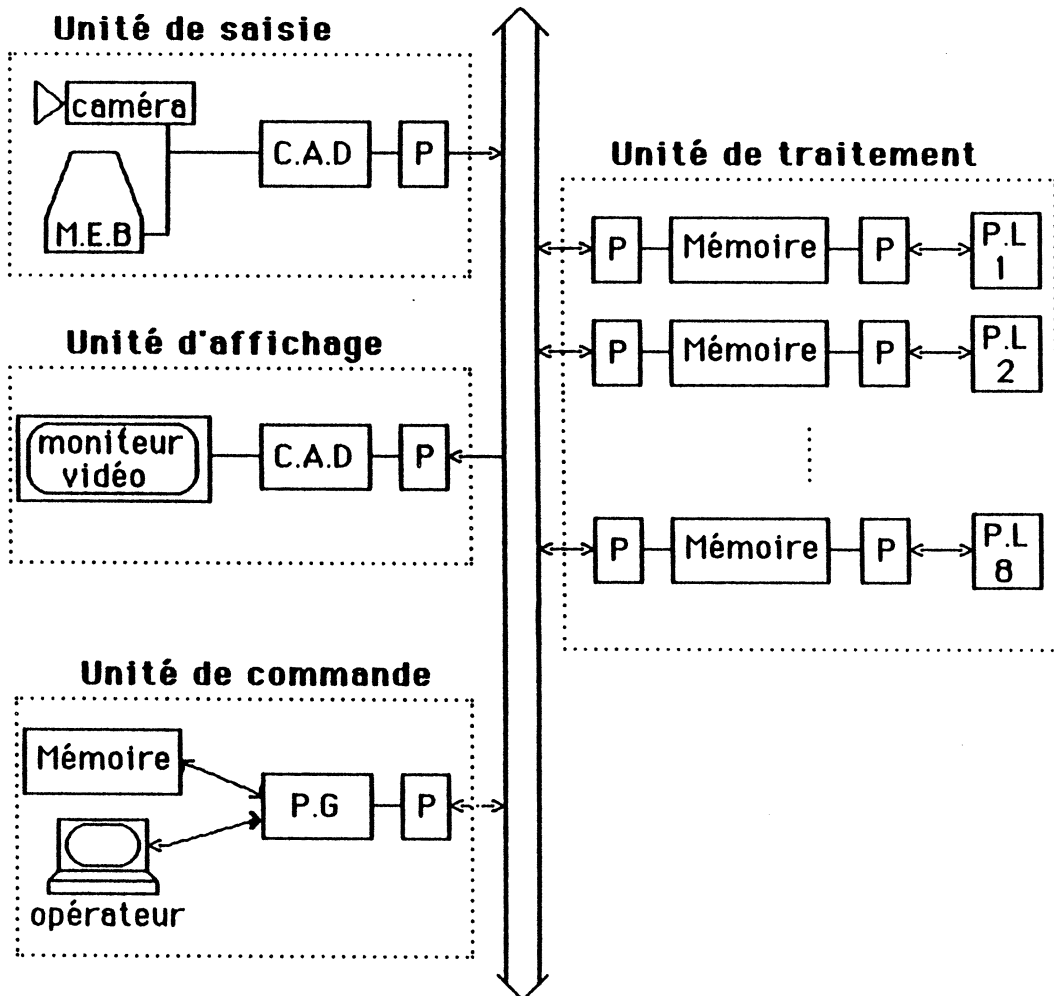 Unité de saisie
caméra
C.A.D
P
M.E.B
Unité d'affichage
moniteur
vidéo
C.A.D
P
Unité de commande
Mémoire
P.G
P
opérateur
Unité de traitement
P
Mémoire
P
P.L
1
P
Mémoire
P
P.L
2
P
Mémoire
P
P.L
8